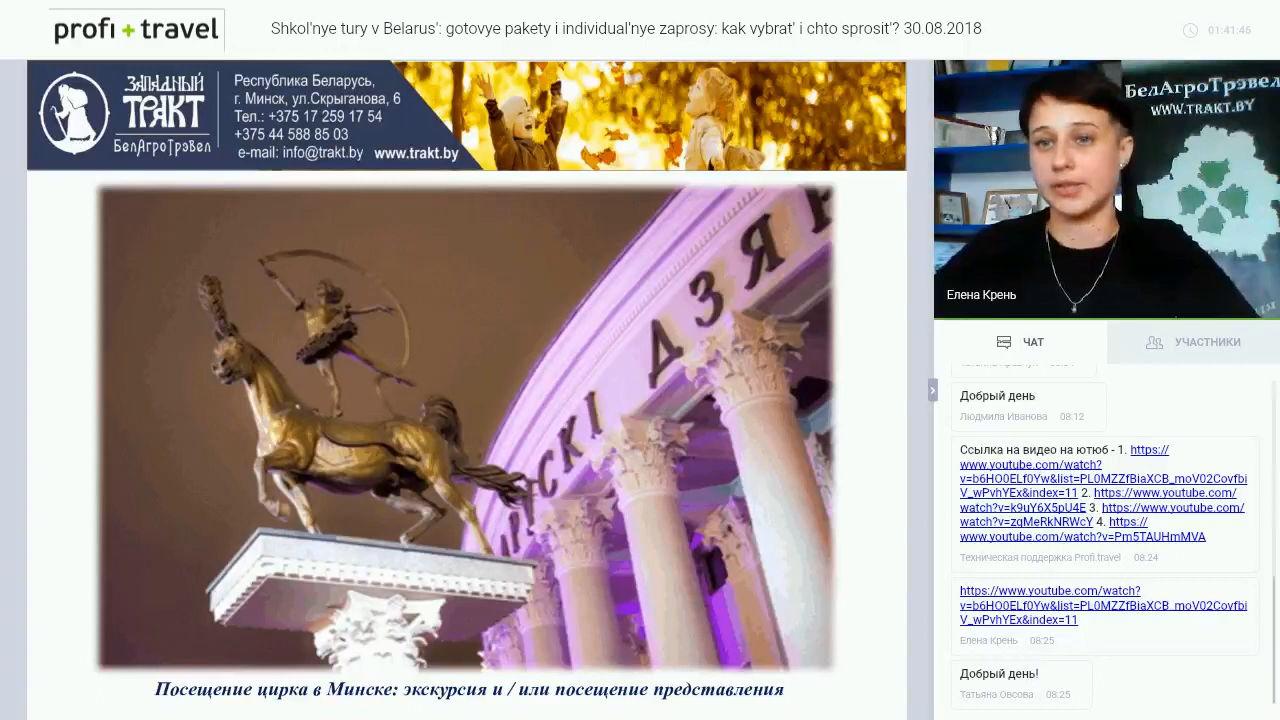 profi + travel
Shkol'nye tury v Belarus': gotovye pakety i individual'nye zaprosy: kak vybrat' i chto sprosit'? 30.08.2018
01:41:46
ЗАПАДНЫЙ
ТРАКТ
БелАгроТрэвел
Республика Беларусь,
г. Минск, ул.Скрыганова, 6
Тел.: +375 17 259 17 54
+375 44 588 85 03
e-mail: info@trakt.by www.trakt.by
ДЗЯР
АРУСКІ
Посещение цирка в Минске: экскурсия и / или посещение представления
БелАгроТрэвел
WWW.TRAKT.BY
Елена Крень
ЧАТ
УЧАСТНИКИ
Добрый день
Людмила Иванова 08:12
Ссылка на видео на ютюб - 1. https://
www.youtube.com/watch?
v=b6HO0ELf0Yw&list=PL0MZZfBiaXCB_moV02Covfbi
V_wPvhYEx&index=11 2. https://www.youtube.com/
watch?v=k9uY6X5pU4E 3. https://www.youtube.com/
watch?v=zqMeRkNRWcY 4. https://
www.youtube.com/watch?v=Pm5TAUHmMVA
Техническая поддержка Profi.travel 08:24
https://www.youtube.com/watch?
v=b6HO0ELf0Yw&list=PL0MZZfBiaXCB_moV02Covfbi
V_wPvhYEx&index=11
Елена Крень 08:25
Добрый день!
Татьяна Овсова 08:25